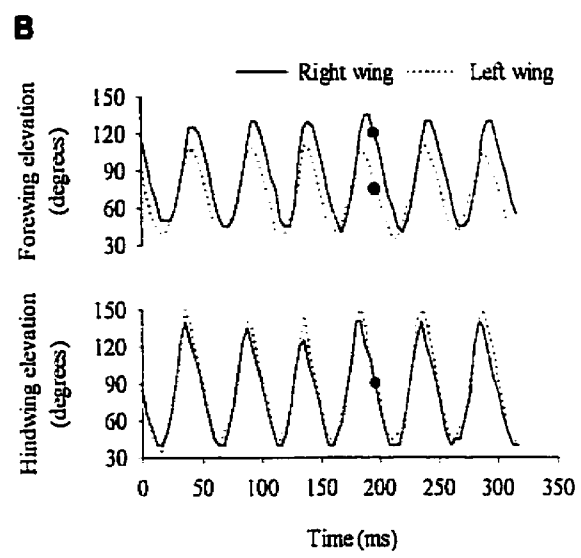 B
Right wing Left wing
Forewing elevation
(degrees)
150
120
90
60
30
Hindwing elevation
(degrees)
150
120
90
60
30
0 50 100 150 200 250 300 350
Time (ms)